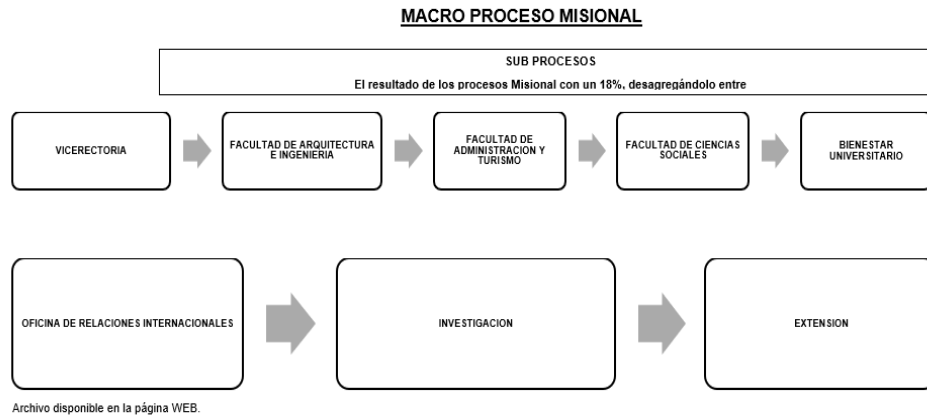 MACRO PROCESO MISIONAL
SUB PROCESOS
El resultado de los procesos Misional con un 18%, desagregándolo entre
VICERECTORIA
FACULTAD DE ARQUITECTURA
E INGENIERIA
FACULTAD DE
ADMINISTRACION Y
TURISMO
FACULTAD DE CIENCIAS
SOCIALES
BIENESTAR
UNIVERSITARIO
OFICINA DE RELACIONES INTERNACIONALES
INVESTIGACION
EXTENSION
Archivo disponible en la página WEB.